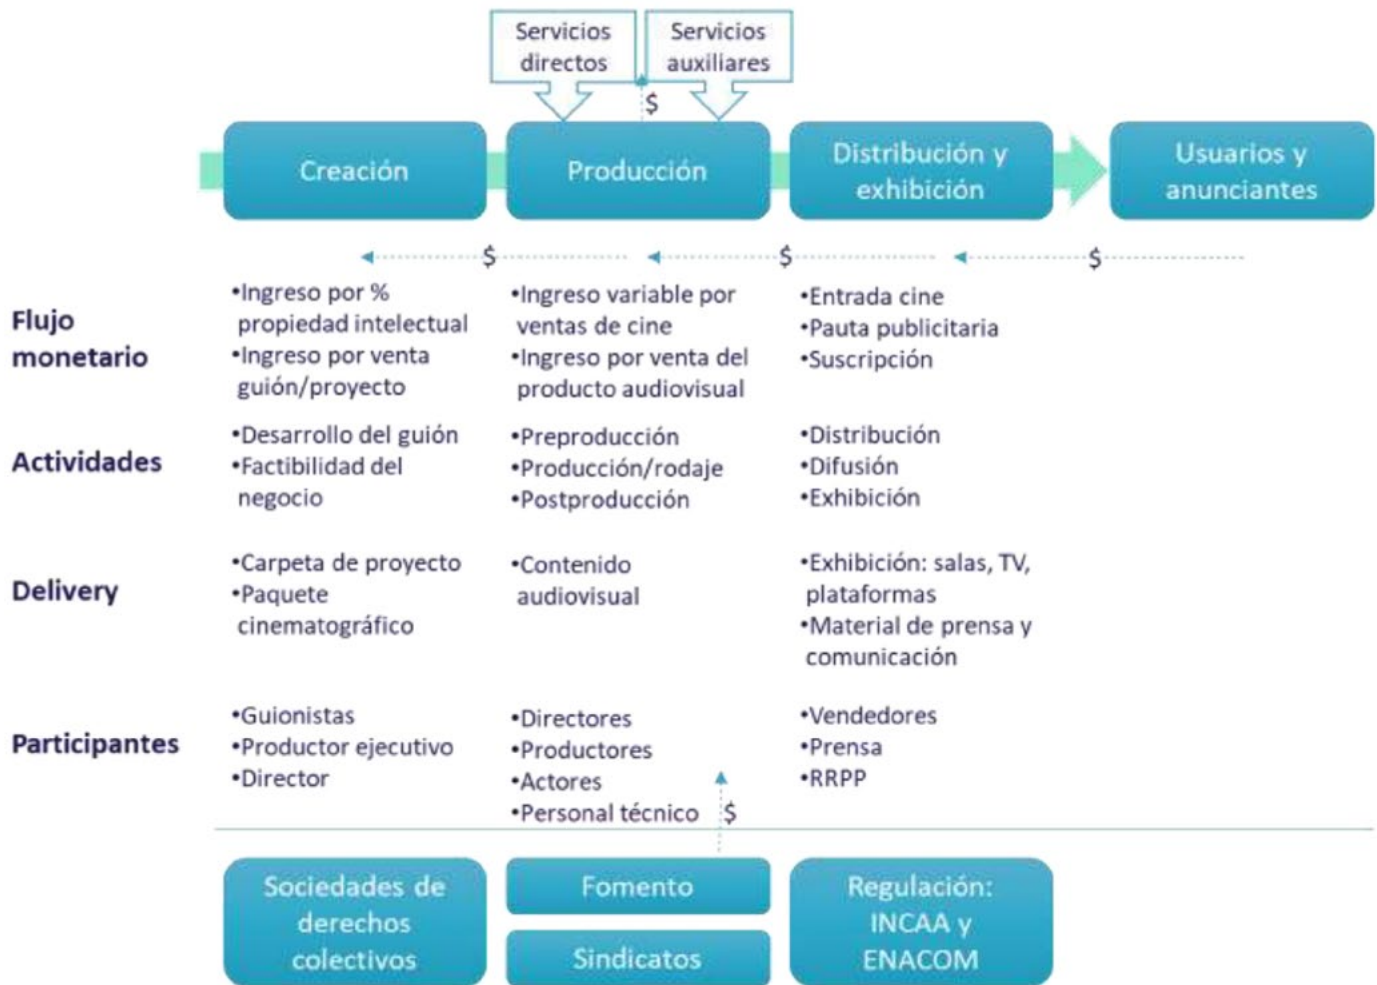 Servicios
directos
Servicios
auxiliares
$
Creación
Producción
Distribución y
exhibición
Usuarios y
anunciantes
$
$
$
Flujo
monetario
•Ingreso por %
propiedad intelectual
•Ingreso por venta
guión/proyecto
•Ingreso variable por
ventas de cine
•Ingreso por venta del
producto audiovisual
•Entrada cine
•Pauta publicitaria
•Suscripción
Actividades
•Desarrollo del guión
•Factibilidad del
negocio
•Preproducción
•Producción/rodaje
•Postproducción
•Distribución
•Difusión
•Exhibición
Delivery
•Carpeta de proyecto
•Paquete
cinematográfico
•Contenido
audiovisual
•Exhibición: salas, TV,
plataformas
•Material de prensa y
comunicación
Participantes
•Guionistas
•Productor ejecutivo
•Director
•Directores
•Productores
•Actores
•Personal técnico
$
•Vendedores
•Prensa
•RRPP
Sociedades de
derechos
colectivos
Fomento
Sindicatos
Regulación:
INCAA y
ENACOM